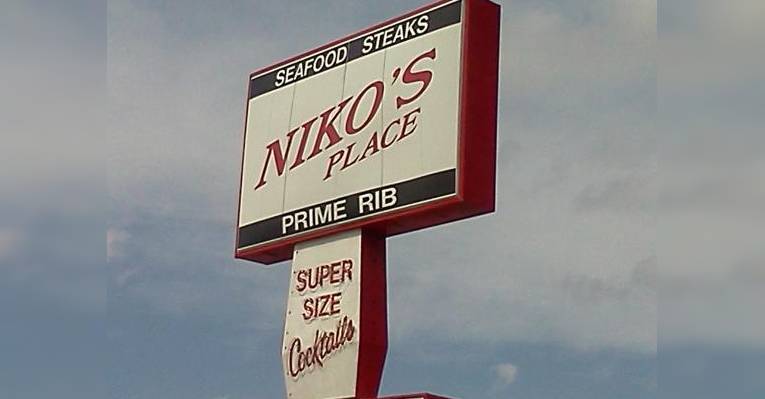 SEAFOOD STEAKS
NIKO'S
PLACE
PRIME RIB
SUPER
SIZE
Cocktails